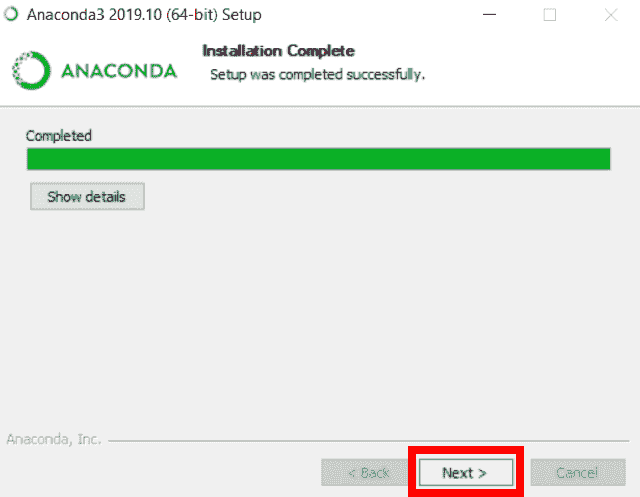 Anaconda3 2019.10 (64-bit) Setup
ANACONDA
Installation Complete
Setup was completed successfully.
Completed
Show details
Anaconda, Inc.
< Back
Next >
Cancel